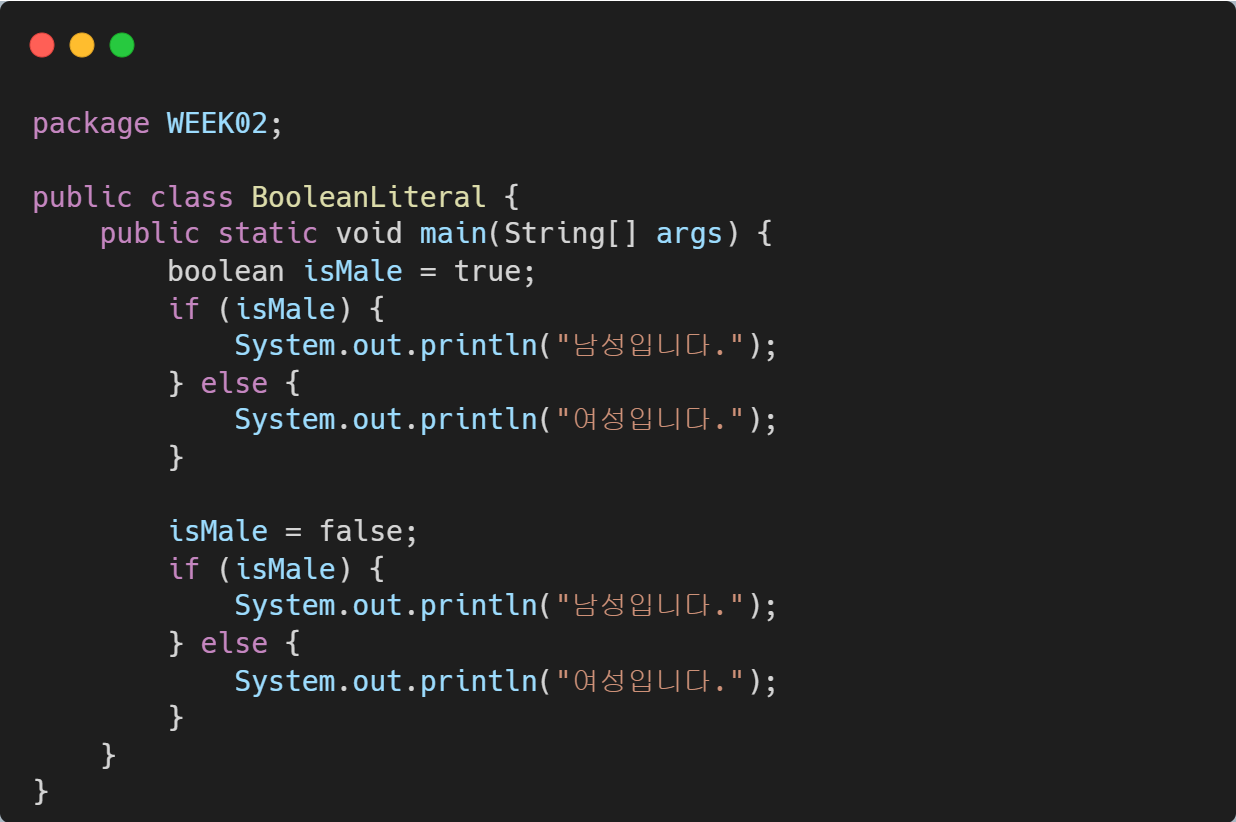 package WEEK02;

public class BooleanLiteral {
    public static void main(String[] args) {
        boolean isMale = true;
        if (isMale) {
            System.out.println("남성입니다.");
        } else {
            System.out.println("여성입니다.");
        }

        isMale = false;
        if (isMale) {
            System.out.println("남성입니다.");
        } else {
            System.out.println("여성입니다.");
        }
    }
}